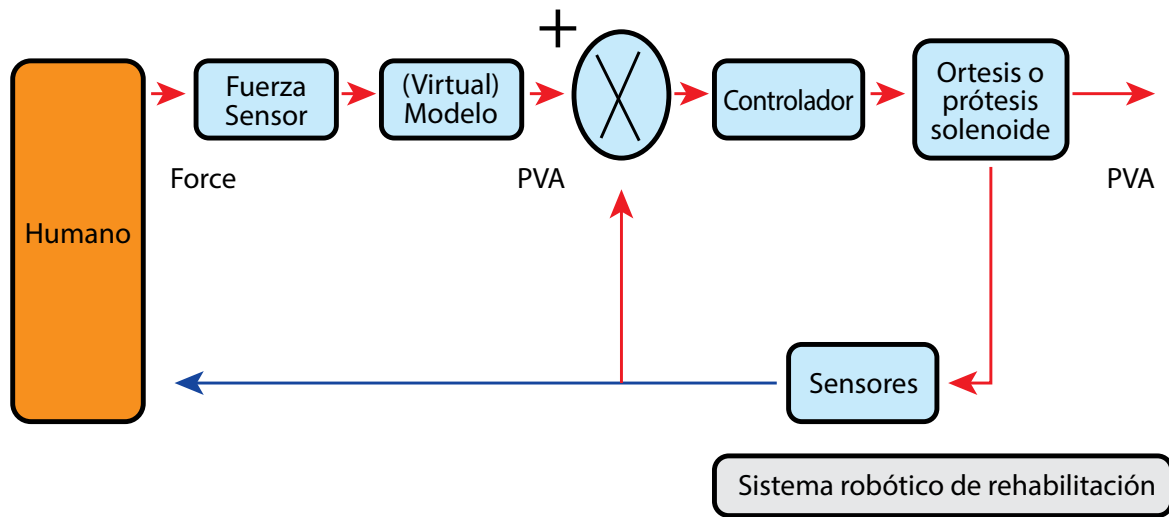 +
Fuerza
Sensor
(Virtual)
Modelo
Controlador
Ortesis o
prótesis
solenoide
Force
PVA
PVA
Humano
Sensores
Sistema robótico de rehabilitación